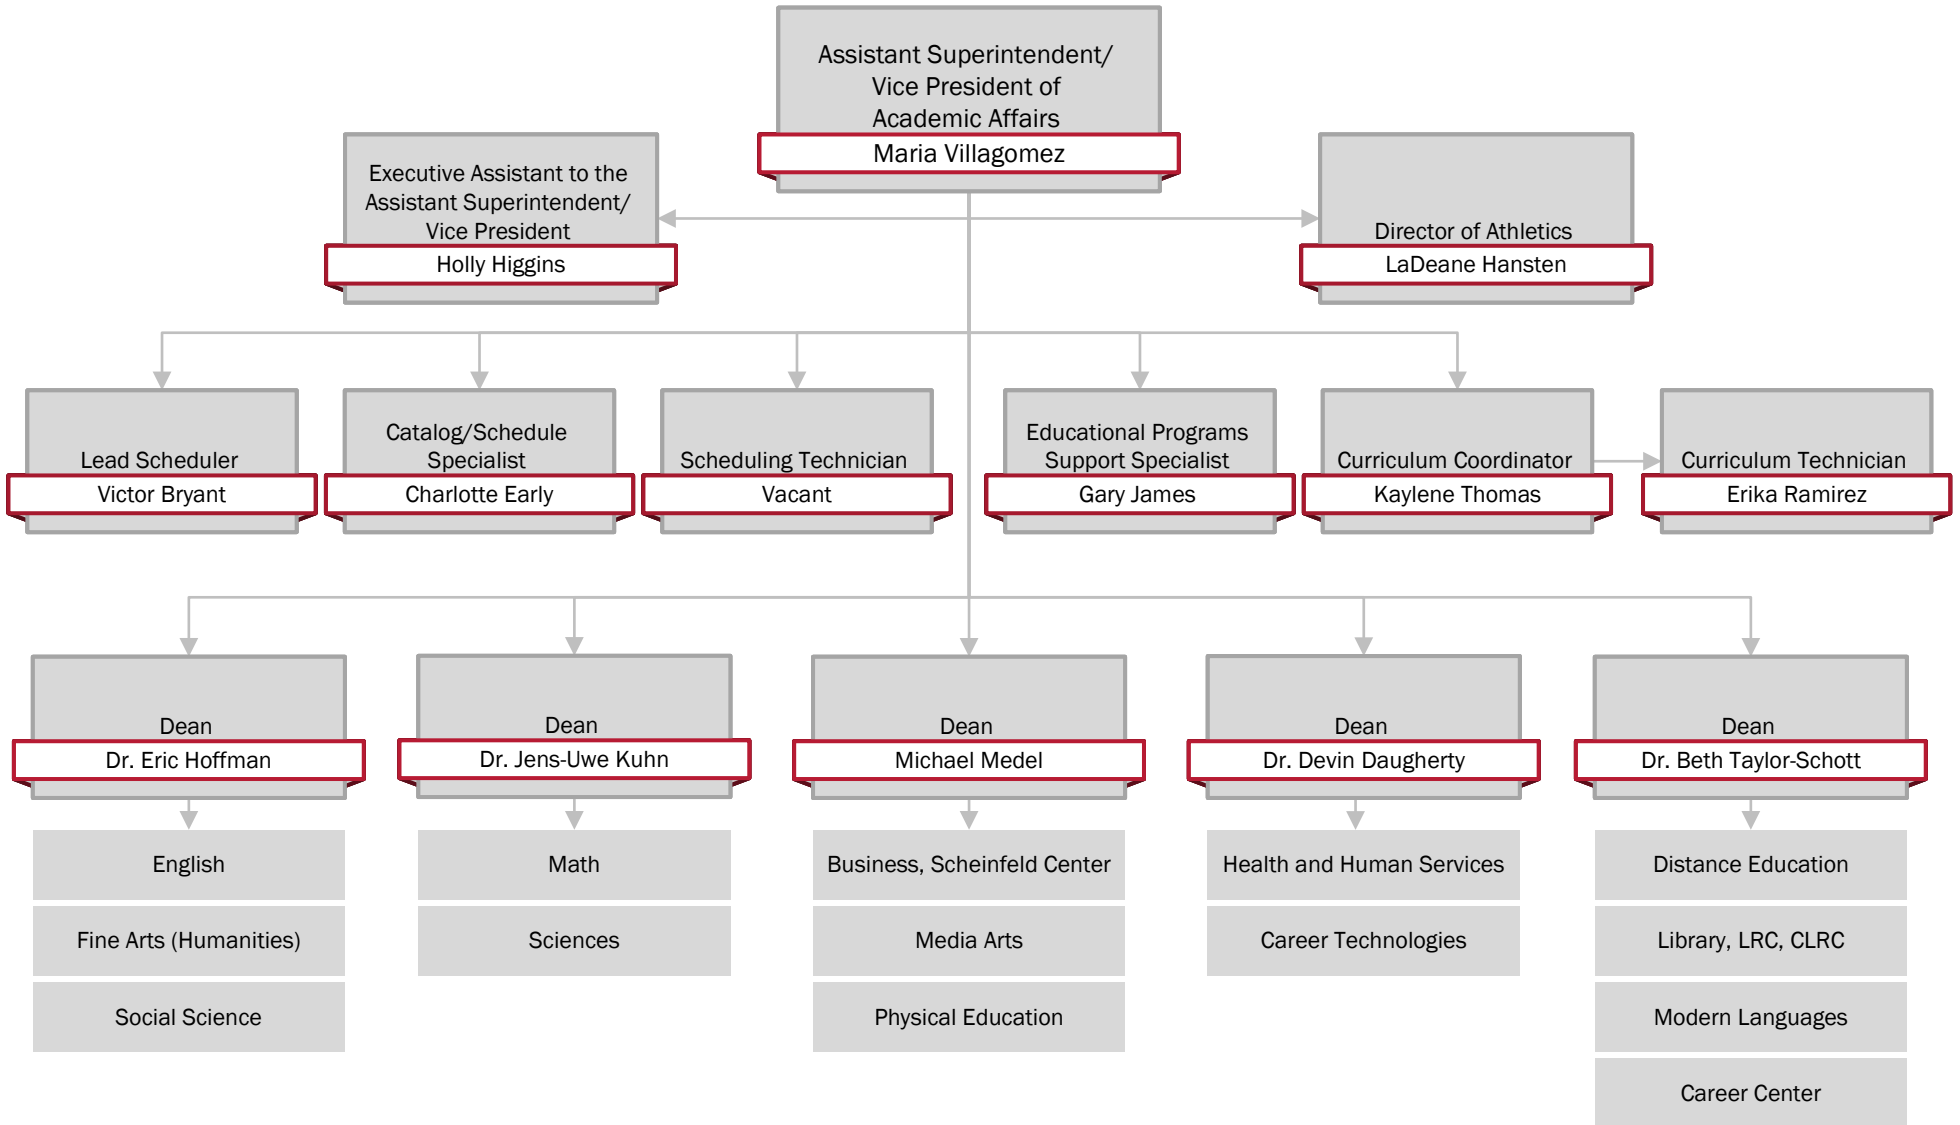 Assistant Superintendent/
Vice President of
Academic Affairs
Maria Villagomez
Executive Assistant to the
Assistant Superintendent/
Vice President
Holly Higgins
Director of Athletics
LaDeane Hansten
Lead Scheduler
Victor Bryant
Catalog/Schedule
Specialist
Charlotte Early
Scheduling Technician
Vacant
Educational Programs
Support Specialist
Gary James
Curriculum Coordinator
Kaylene Thomas
Curriculum Technician
Erika Ramirez
Dean
Dr. Eric Hoffman
English
Fine Arts (Humanities)
Social Science
Dean
Dr. Jens-Uwe Kuhn
Math
Sciences
Dean
Michael Medel
Business, Scheinfeld Center
Media Arts
Physical Education
Dean
Dr. Devin Daugherty
Health and Human Services
Career Technologies
Dean
Dr. Beth Taylor-Schott
Distance Education
Library, LRC, CLRC
Modern Languages
Career Center